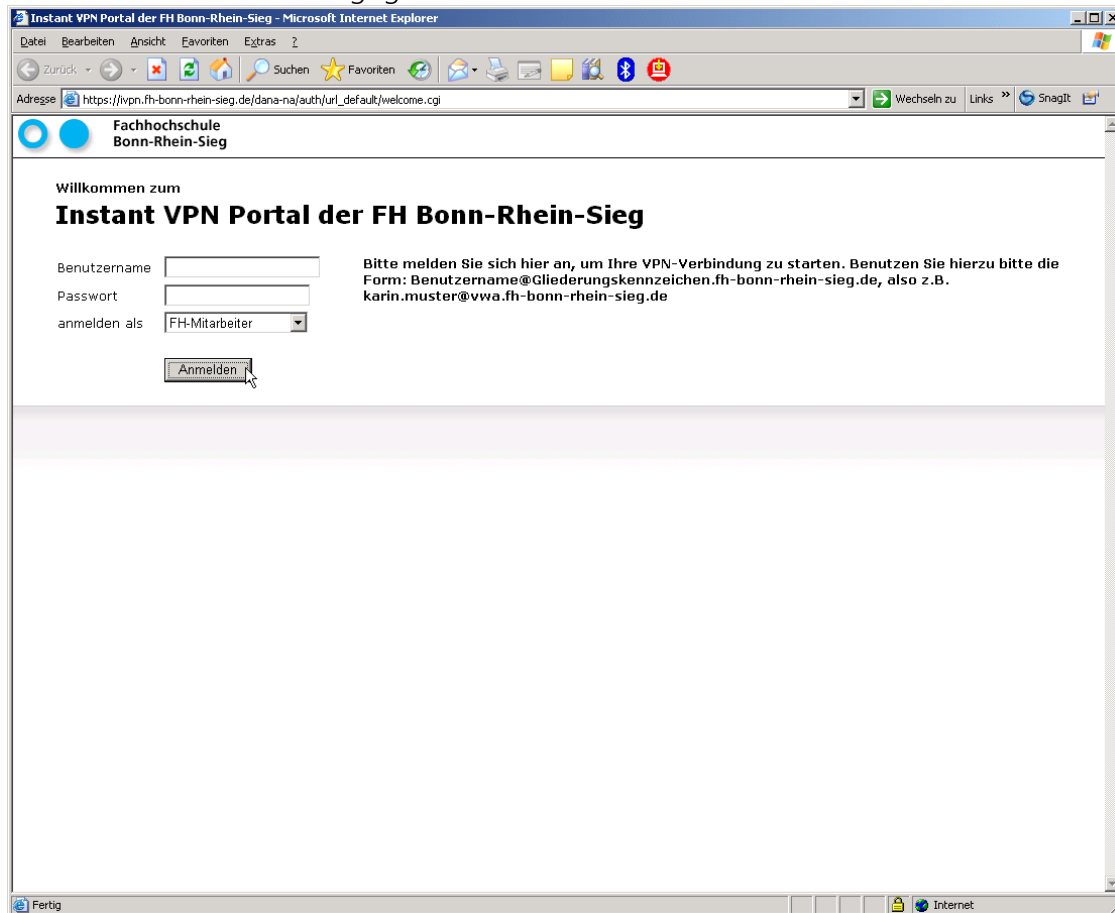 Instant VPN Portal der FH Bonn-Rhein-Sieg - Microsoft Internet Explorer
Datei Bearbeiten Ansicht Favoriten Extras ?
Zurück Suchen Favoriten
Adresse https://ivpn.fh-bonn-rhein-sieg.de/dana-na/auth/url_default/welcome.cgi Wechseln zu Links » SnagIt
Fachhochschule
Bonn-Rhein-Sieg
Willkommen zum
Instant VPN Portal der FH Bonn-Rhein-Sieg
Benutzername
Passwort
anmelden als FH-Mitarbeiter
Anmelden
Bitte melden Sie sich hier an, um Ihre VPN-Verbindung zu starten. Benutzen Sie hierzu bitte die
Form: Benutzername@Gliederungskennzeichen.fh-bonn-rhein-sieg.de, also z.B.
karin.muster@vwa.fh-bonn-rhein-sieg.de
Fertig Internet